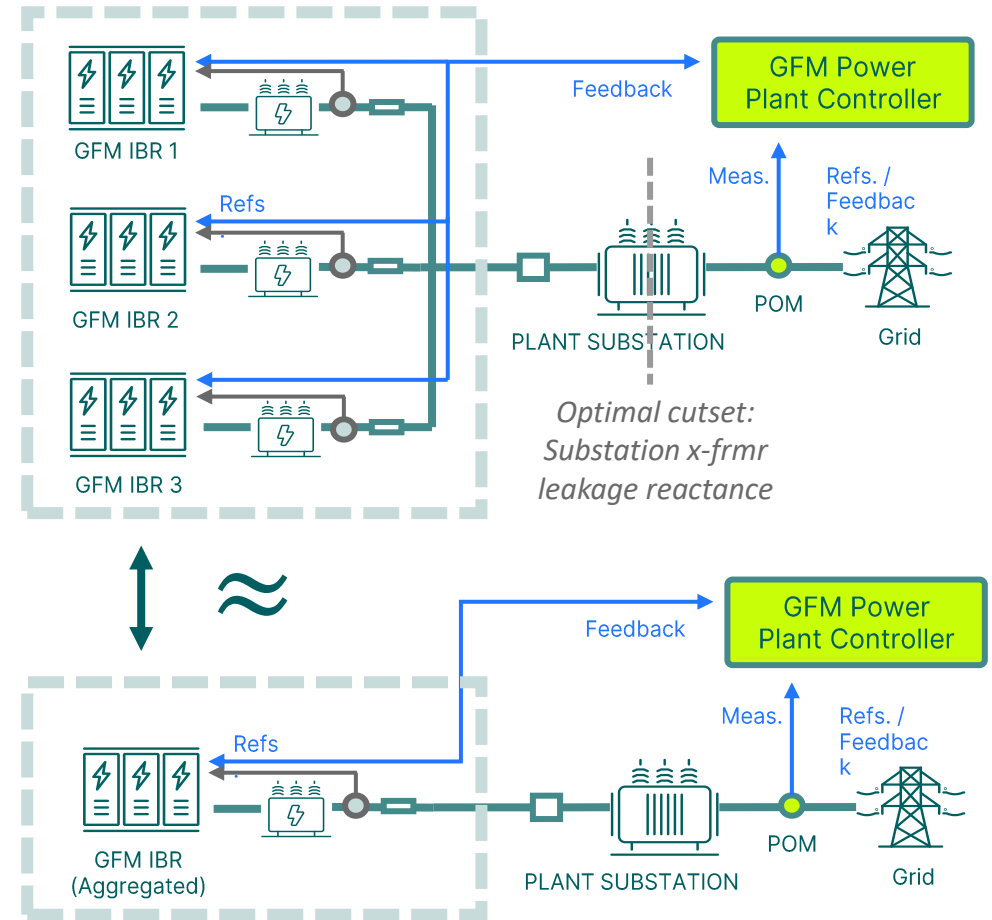 GFM IBR 1
Refs
.
GFM IBR 2
GFM IBR 3
Feedback
GFM Power
Plant Controller
Meas.
Refs. /
Feedbac
k
POM
Grid
PLANT SUBSTATION
Optimal cutset:
Substation x-frmr
leakage reactance
≈
Feedback
GFM Power
Plant Controller
Refs
.
GFM IBR
(Aggregated)
Meas.
Refs. /
Feedbac
k
POM
Grid
PLANT SUBSTATION